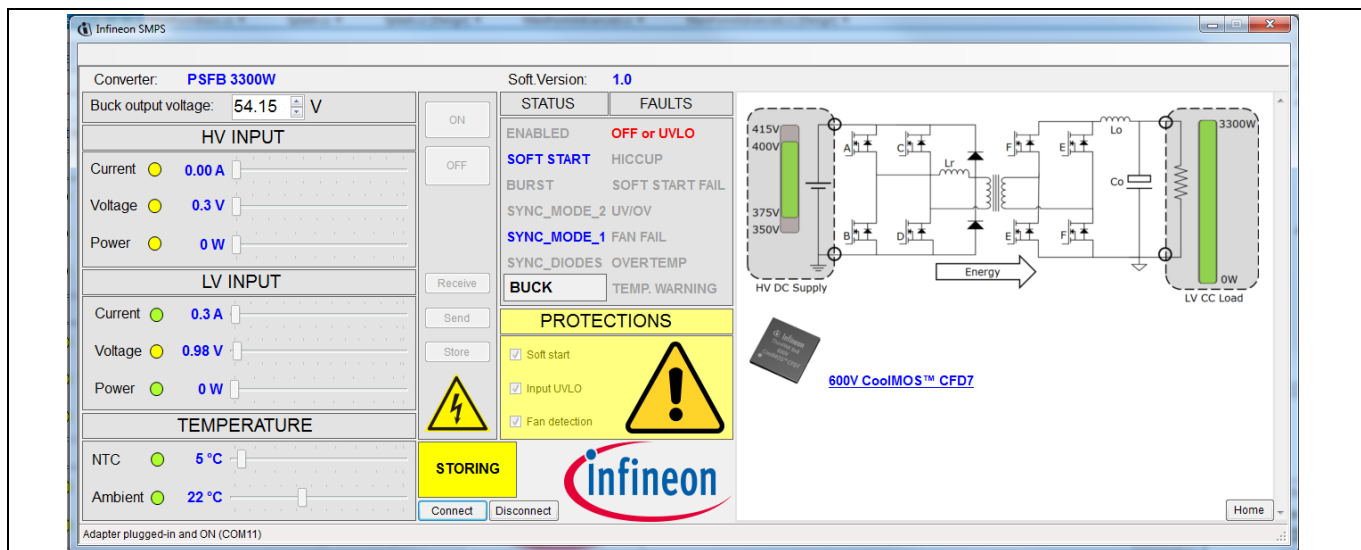 Infineon SMPS
Converter: PSFB 3300W Soft.Version: 1.0
Buck output voltage: 54.15 V
HV INPUT
Current 0.00 A
Voltage 0.3 V
Power 0 W
LV INPUT
Current 0.3 A
Voltage 0.98 V
Power 0 W
TEMPERATURE
NTC 5 °C
Ambient 22 °C
ON
OFF
Receive
Send
Store
STORING
Connect Disconnect
STATUS FAULTS
ENABLED OFF or UVLO
SOFT START HICCUP
BURST SOFT START FAIL
SYNC_MODE_2 UV/OV
SYNC_MODE_1 FAN FAIL
SYNC_DIODES OVERTEMP
BUCK TEMP. WARNING
PROTECTIONS
Soft start
Input UVLO
Fan detection
infineon
415V
400V
375V
350V
HV DC Supply
A
C
B
D
Lr
F
E
E
F
Lo
Co
Energy
3300W
0W
LV CC Load
600V CoolMOS™ CFD7
Home
Adapter plugged-in and ON (COM11)